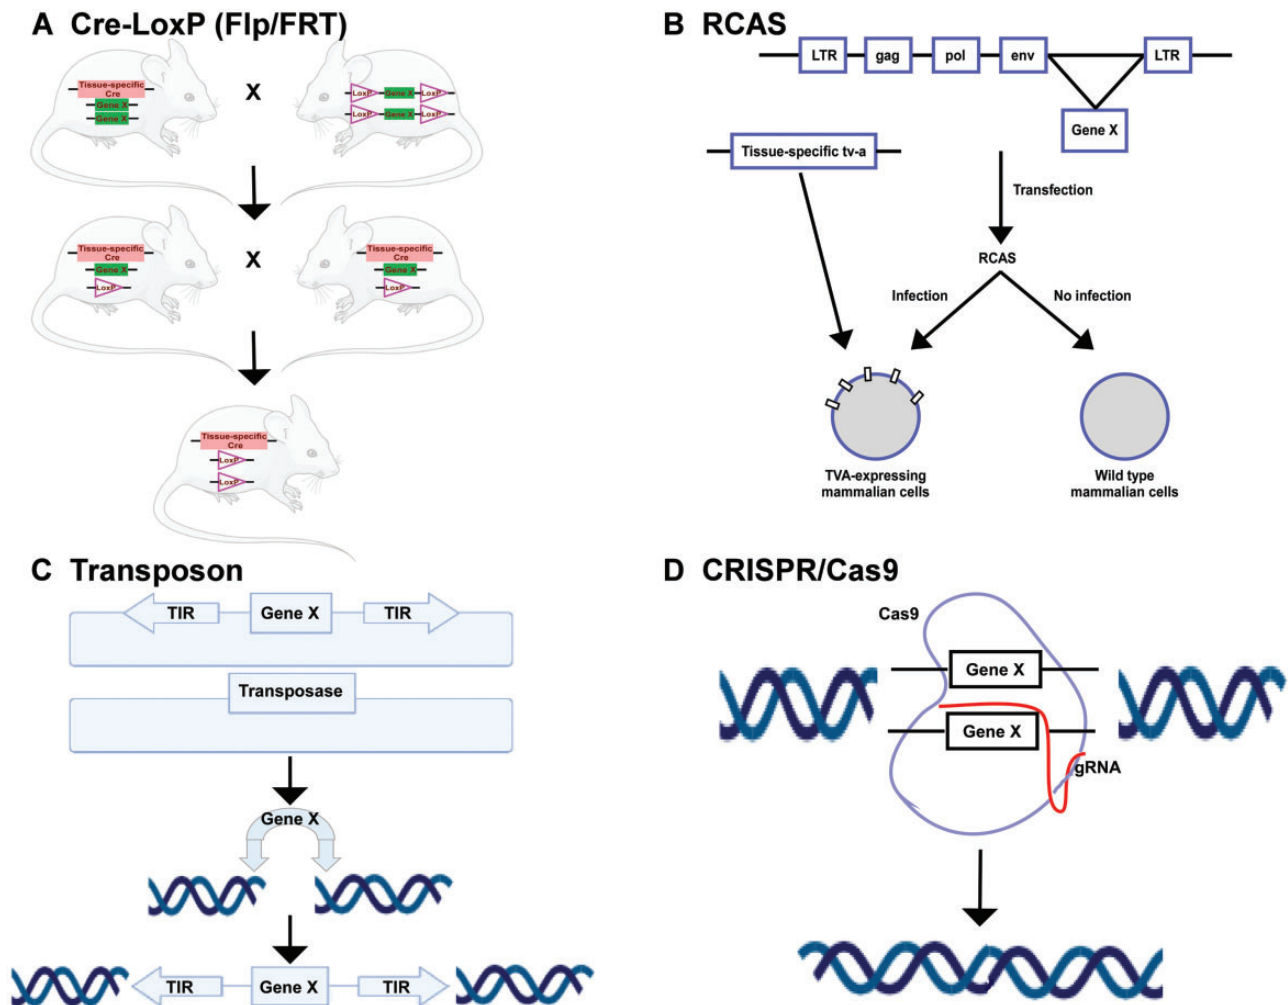 A Cre-LoxP (Flp/FRT)
Tissue-specific
Cre
Gene X
Gene X
X
LoxP Gene X LoxP
LoxP Gene X LoxP
Tissue-specific
Cre
Gene X
LoxP
X
Tissue-specific
Cre
Gene X
LoxP
Tissue-specific
Cre
LoxP
LoxP
B RCAS
LTR gag pol env LTR
Gene X
Tissue-specific tv-a
Transfection
RCAS
Infection
No infection
TVA-expressing
mammalian cells
Wild type
mammalian cells
C Transposon
TIR Gene X TIR
Transposase
Gene X
TIR Gene X TIR
D CRISPR/Cas9
Cas9
Gene X
Gene X
gRNA